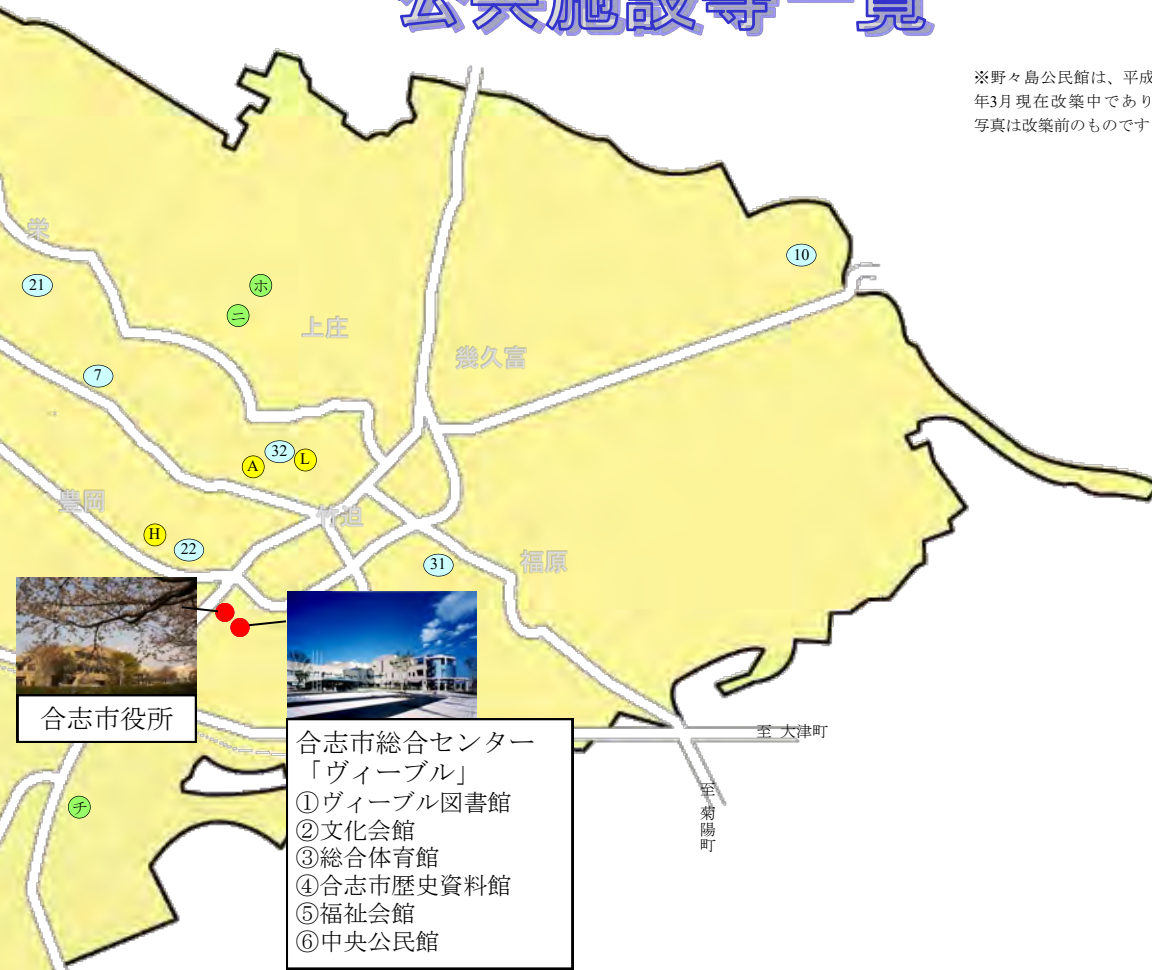 公共施設等一覧
※野々島公民館は、平成
年3月現在改築中であり
写真は改築前のものです
栄
10
21
ホ
ニ
上庄
幾久富
7
32
A
L
豊岡
竹迫
H
22
31
福原
合志市役所
至 大津町
合志市総合センター
「ヴィーブル」
①ヴィーブル図書館
②文化会館
③総合体育館
④合志市歴史資料館
⑤福祉会館
⑥中央公民館
至 菊陽町
チ